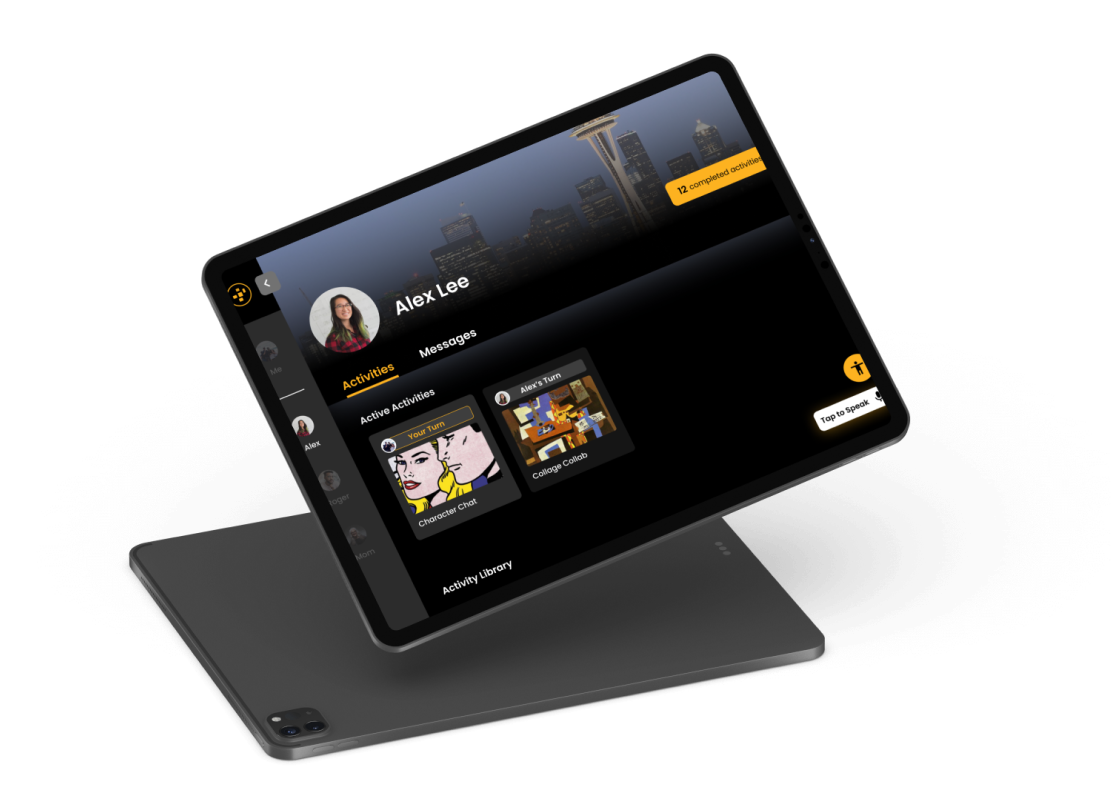 12 completed activities
Alex Lee
Me
Activities
Messages
Active Activities
Alex
Your Turn
Alex's Turn
Tap to Speak
Character Chat
Collage Collab
Mom
Activity Library